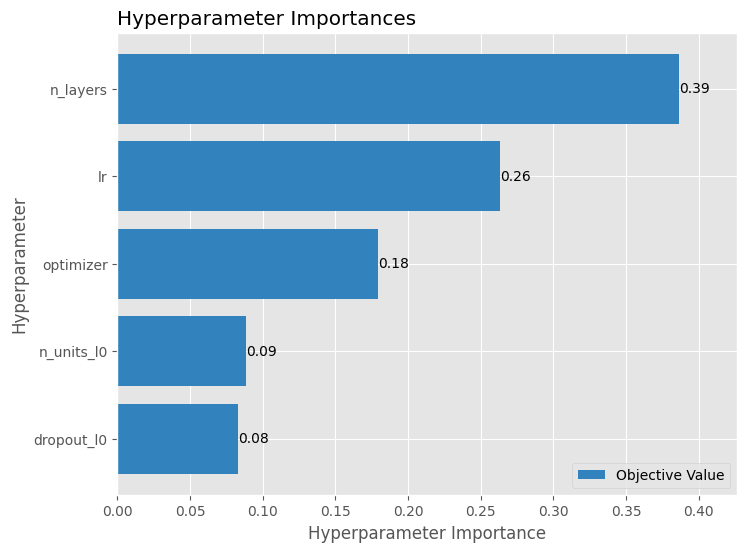 Hyperparameter Importances
Hyperparameter
n_layers
0.39
lr
0.26
optimizer
0.18
n_units_l0
0.09
dropout_l0
0.08
Objective Value
0.00 0.05 0.10 0.15 0.20 0.25 0.30 0.35 0.40
Hyperparameter Importance